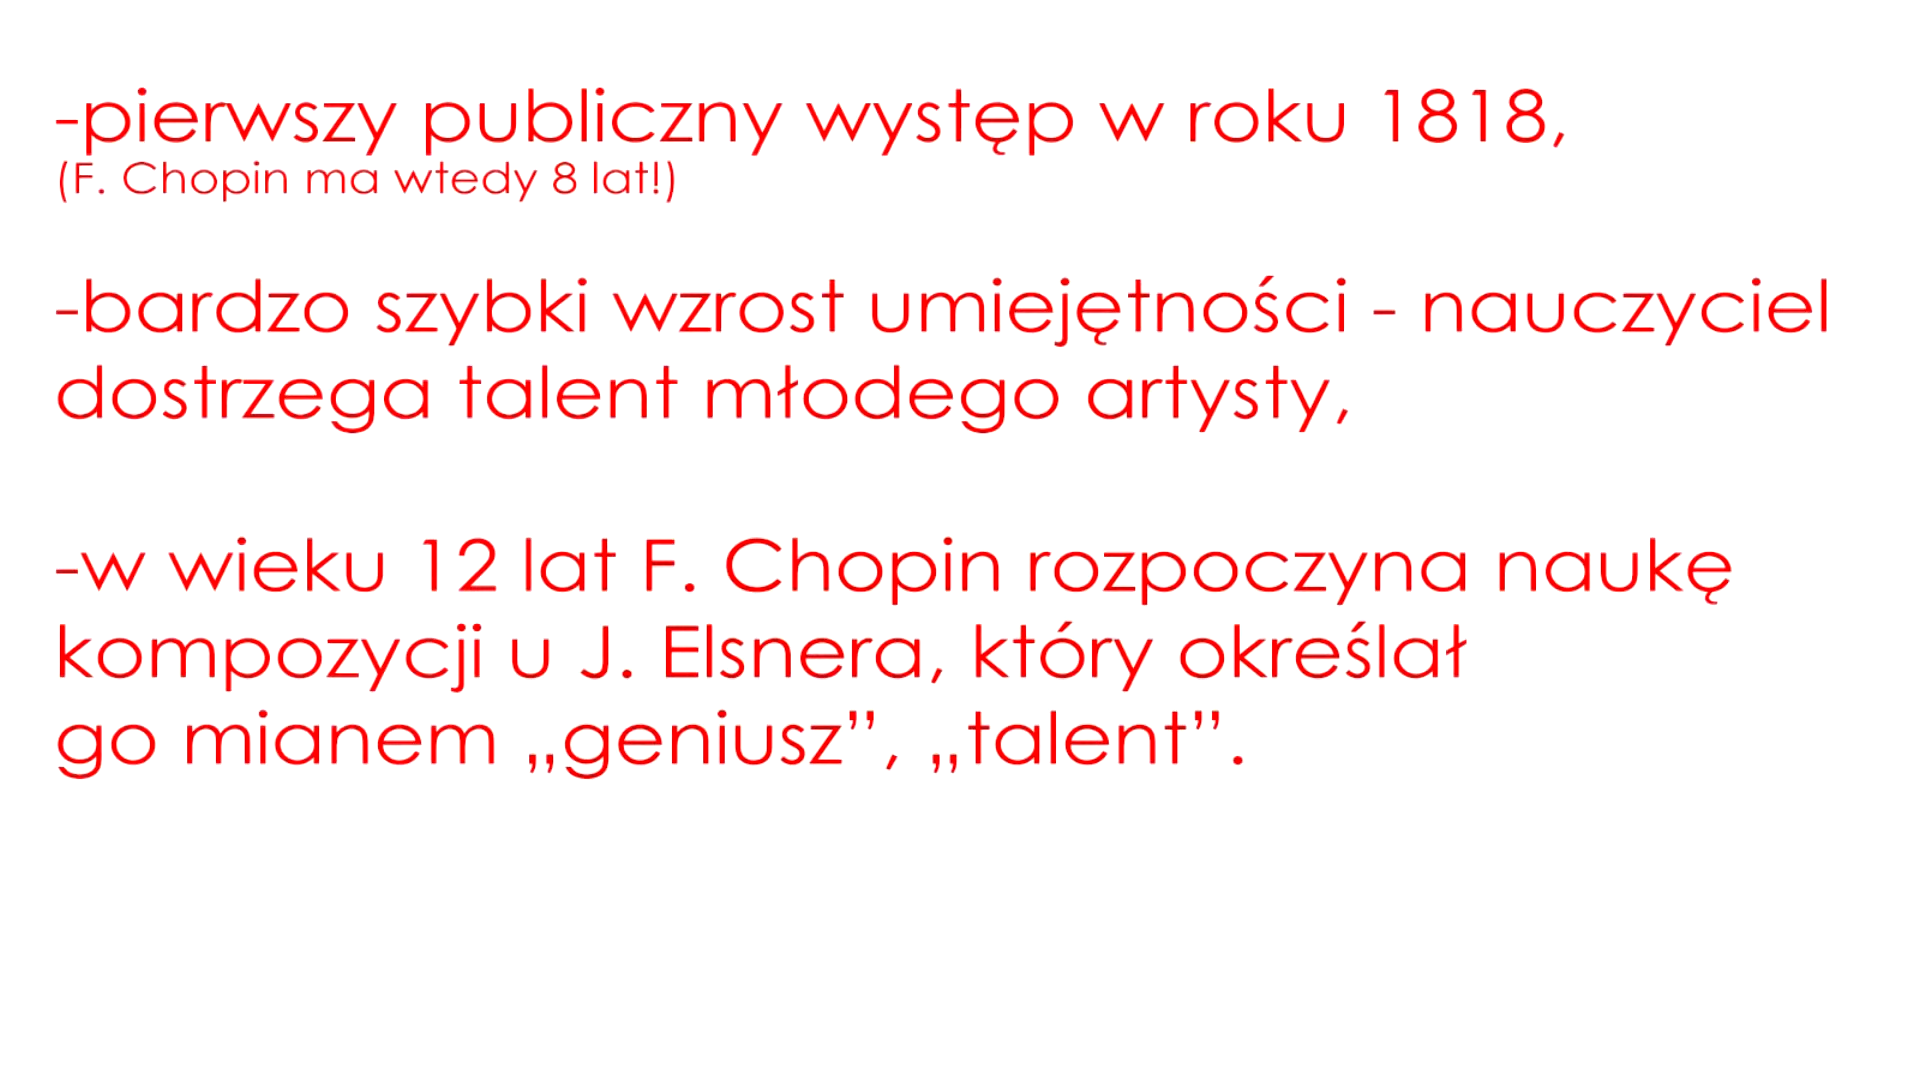 -pierwszy publiczny występ w roku 1818,
(F. Chopin ma wtedy 8 lat!)
-bardzo szybki wzrost umiejętności - nauczyciel
dostrzega talent młodego artysty,
-w wieku 12 lat F. Chopin rozpoczyna naukę
kompozycji u J. Elsnera, który określał
go mianem „geniusz”, „talent”.